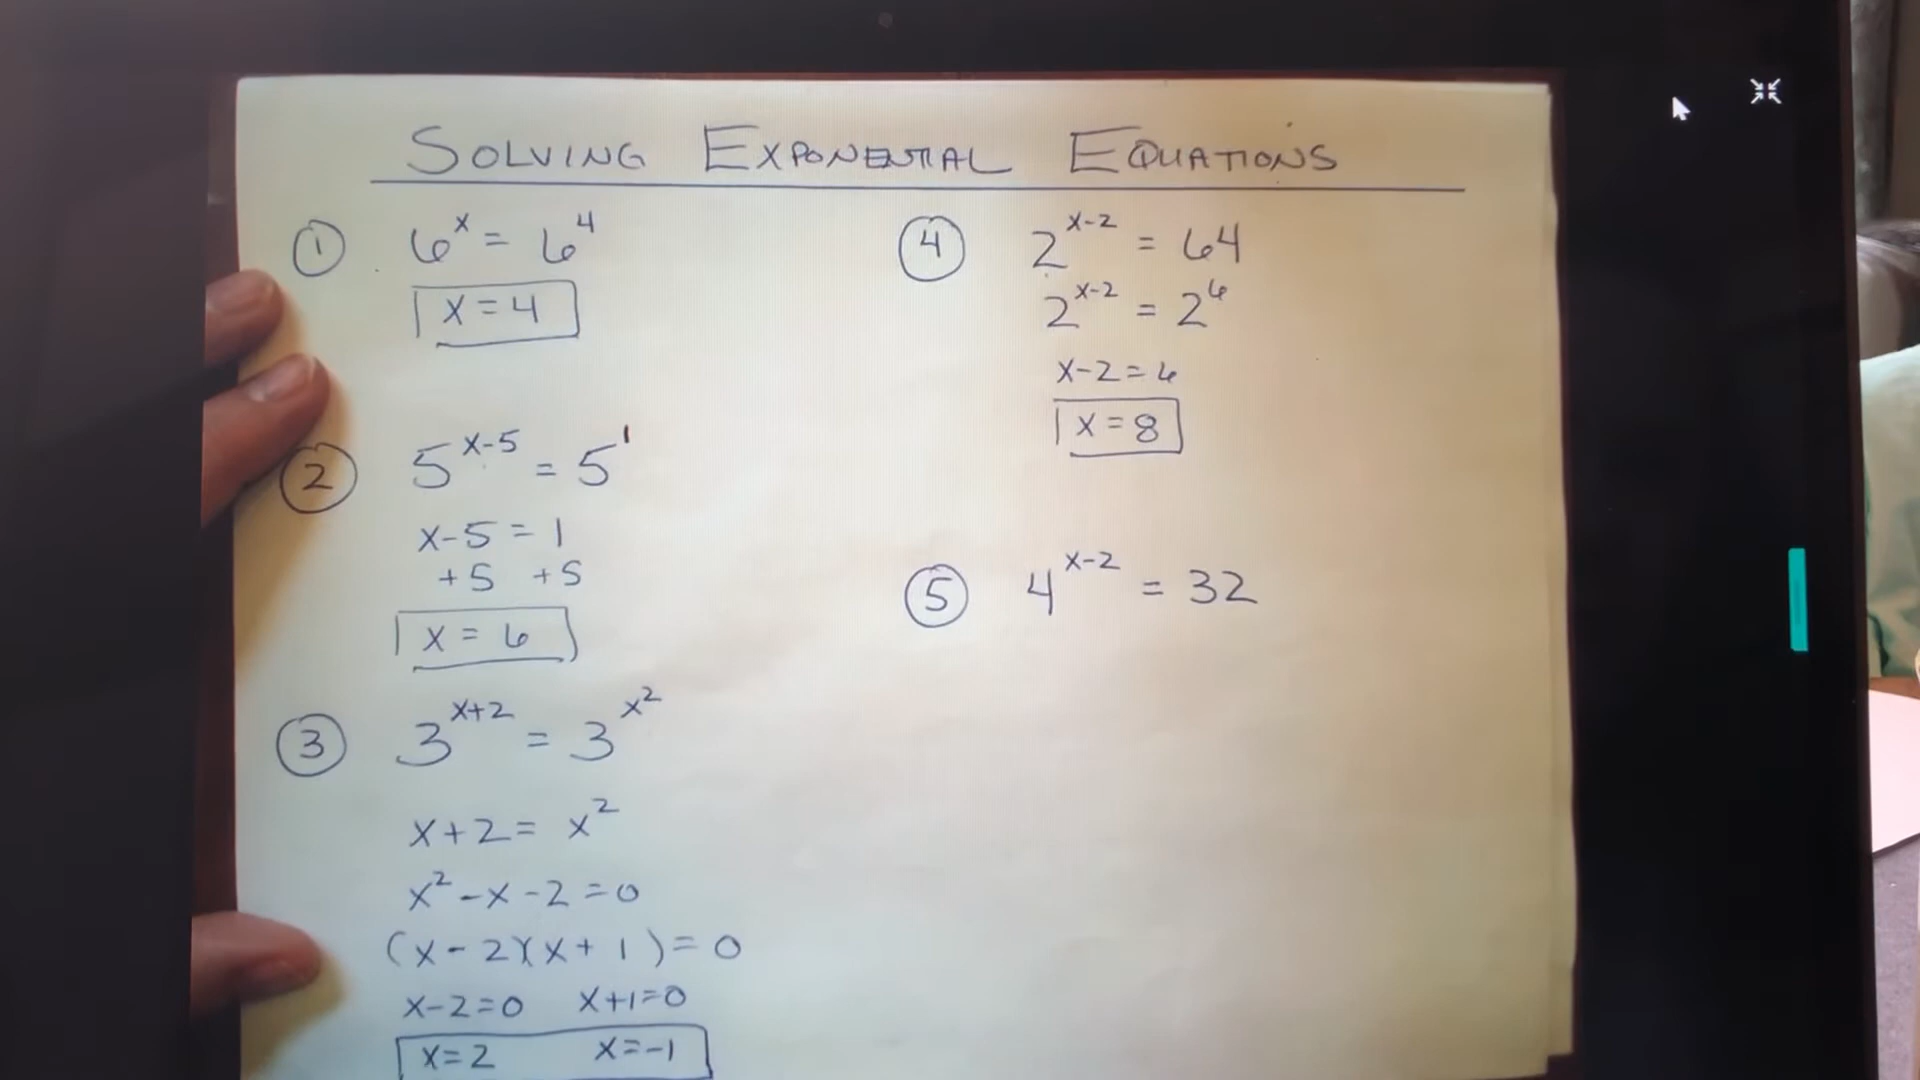 SOLVING EXPONENTIAL EQUATIONS
① 6^x = 6^4
x = 4
② 5^(x-5) = 5^1
x-5 = 1
+5 +5
x = 6
③ 3^(x+2) = 3^(x^2)
x+2 = x^2
x^2 -x -2 = 0
(x - 2)(x + 1) = 0
x-2=0 x+1=0
x=2 x=-1
④ 2^(x-2) = 64
2^(x-2) = 2^6
x-2 = 6
x = 8
⑤ 4^(x-2) = 32